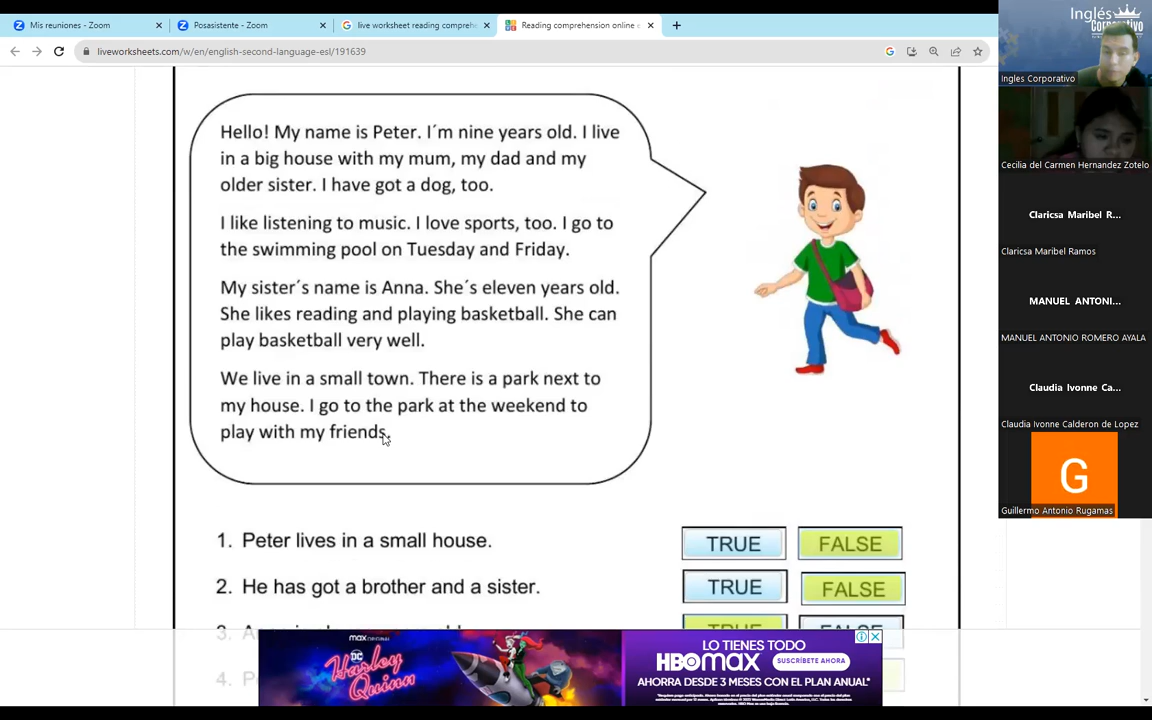 Mis reuniones - Zoom
Posasistente - Zoom
live worksheet reading comprehe
Reading comprehension online e
liveworksheets.com/w/en/english-second-language-esl/191639
Hello! My name is Peter. I´m nine years old. I live
in a big house with my mum, my dad and my
older sister. I have got a dog, too.
I like listening to music. I love sports, too. I go to
the swimming pool on Tuesday and Friday.
My sister´s name is Anna. She´s eleven years old.
She likes reading and playing basketball. She can
play basketball very well.
We live in a small town. There is a park next to
my house. I go to the park at the weekend to
play with my friends.
1. Peter lives in a small house.
TRUE FALSE
2. He has got a brother and a sister.
TRUE FALSE
3.
TRUE FALSE
4.
max ORIGINAL
DC
Harley
Quinn
LO TIENES TODO
HBOmax SUSCRÍBETE AHORA
AHORRA DESDE 3 MESES CON EL PLAN ANUAL*
Inglés
Corporativo
Ingles Corporativo
Cecilia del Carmen Hernandez Zotelo
Claricsa Maribel R...
Claricsa Maribel Ramos
MANUEL ANTONI...
MANUEL ANTONIO ROMERO AYALA
Claudia Ivonne Ca...
Claudia Ivonne Calderon de Lopez
G
Guillermo Antonio Rugamas